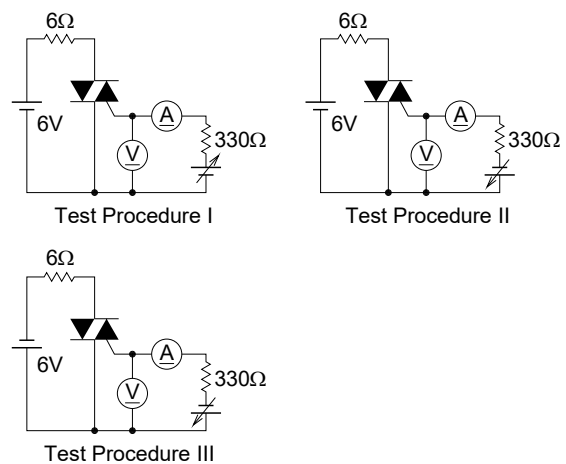 6Ω
6V
A
V
330Ω
Test Procedure I
6Ω
6V
A
V
330Ω
Test Procedure II
6Ω
6V
A
V
330Ω
Test Procedure III